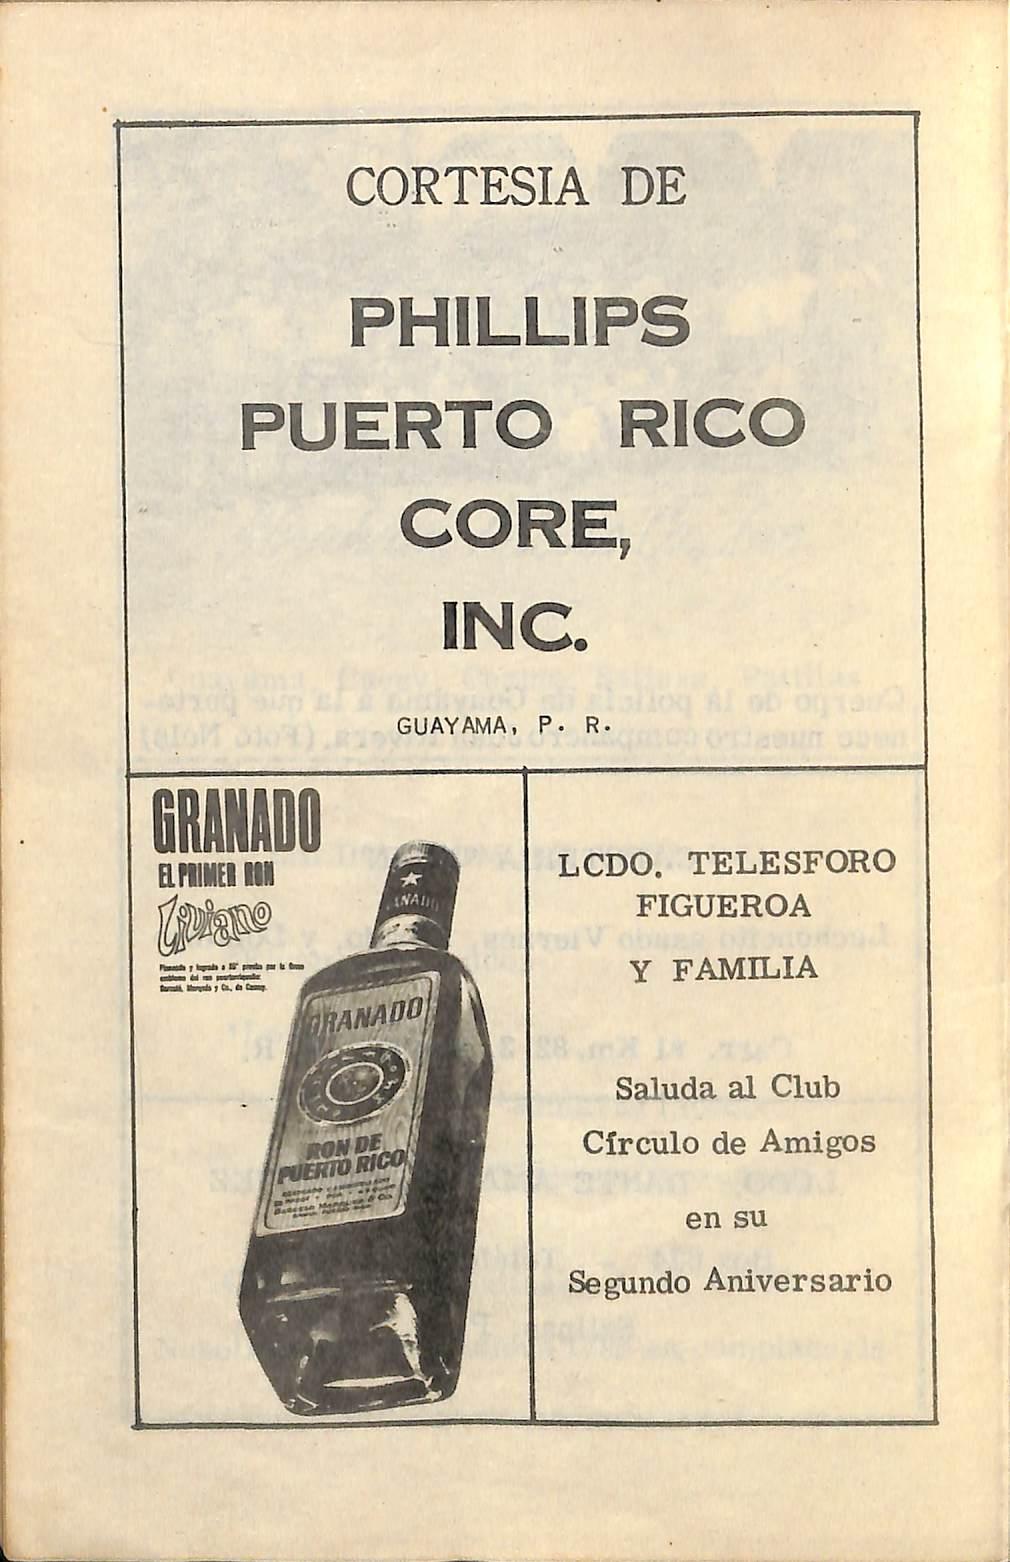 CORTESIA DE
PHILLIPS
PUERTO RICO
CORE,
INC.
GUAYAMA, P. R.
GRANADO
EL PRIMER RON
Liviano
GRANADO
RON DE
PUERTO RICO
LCDO. TELESFORO
FIGUEROA
Y FAMILIA
Saluda al Club
Círculo de Amigos
en su
Segundo Aniversario